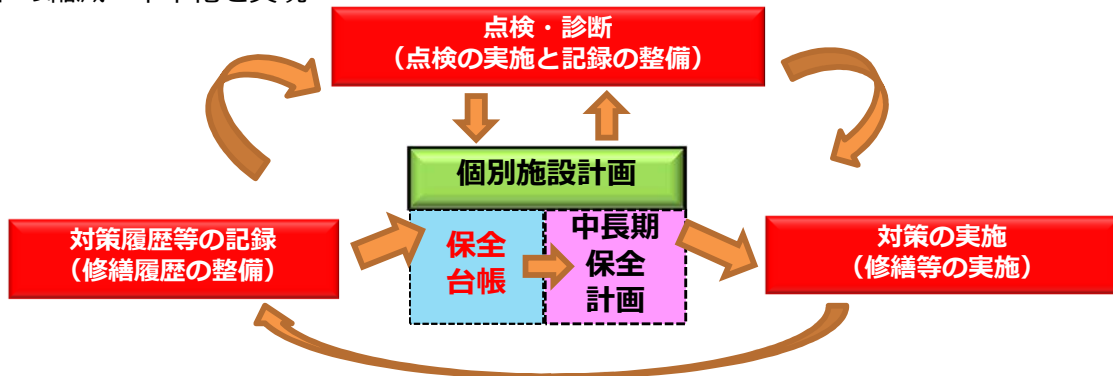 点検・診断
（点検の実施と記録の整備）
個別施設計画
対策履歴等の記録
（修繕履歴の整備）
保全
台帳
中長期
保全
計画
対策の実施
（修繕等の実施）